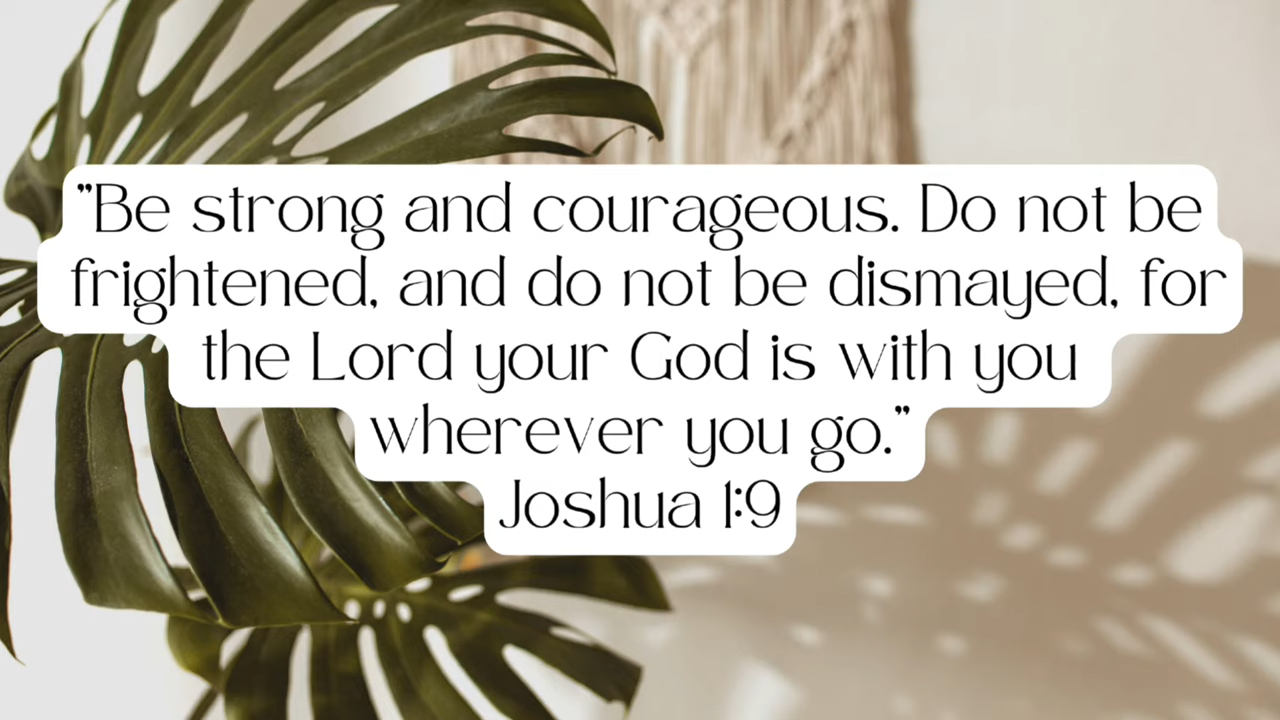 "Be strong and courageous. Do not be
frightened, and do not be dismayed, for
the Lord your God is with you
wherever you go."
Joshua 1:9